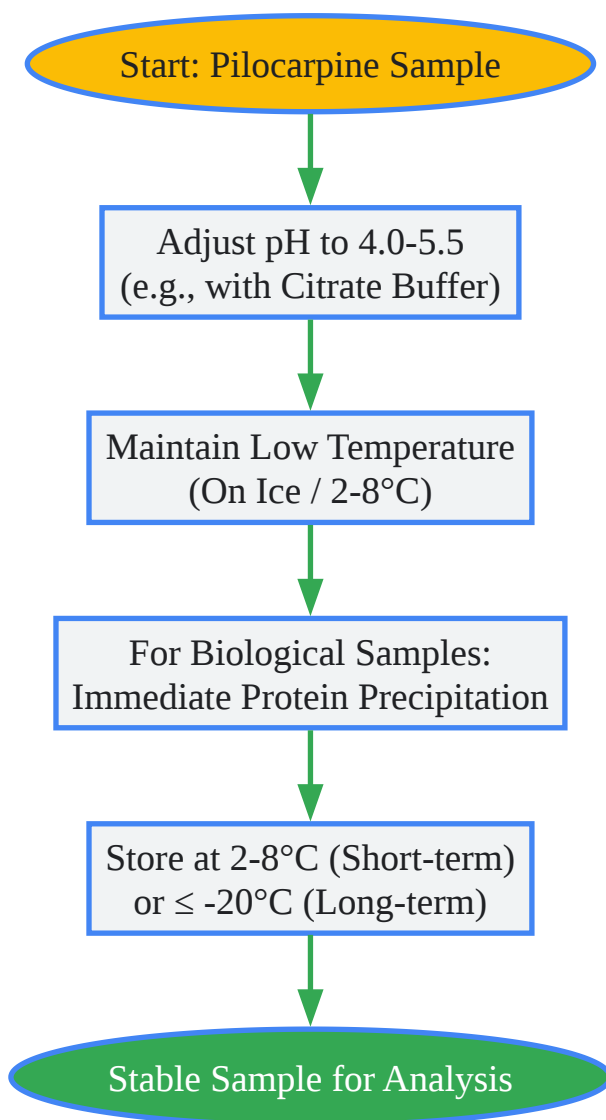 Start: Pilocarpine Sample
Adjust pH to 4.0-5.5
(e.g., with Citrate Buffer)
Maintain Low Temperature
(On Ice / 2-8°C)
For Biological Samples:
Immediate Protein Precipitation
Store at 2-8°C (Short-term)
or ≤ -20°C (Long-term)
Stable Sample for Analysis